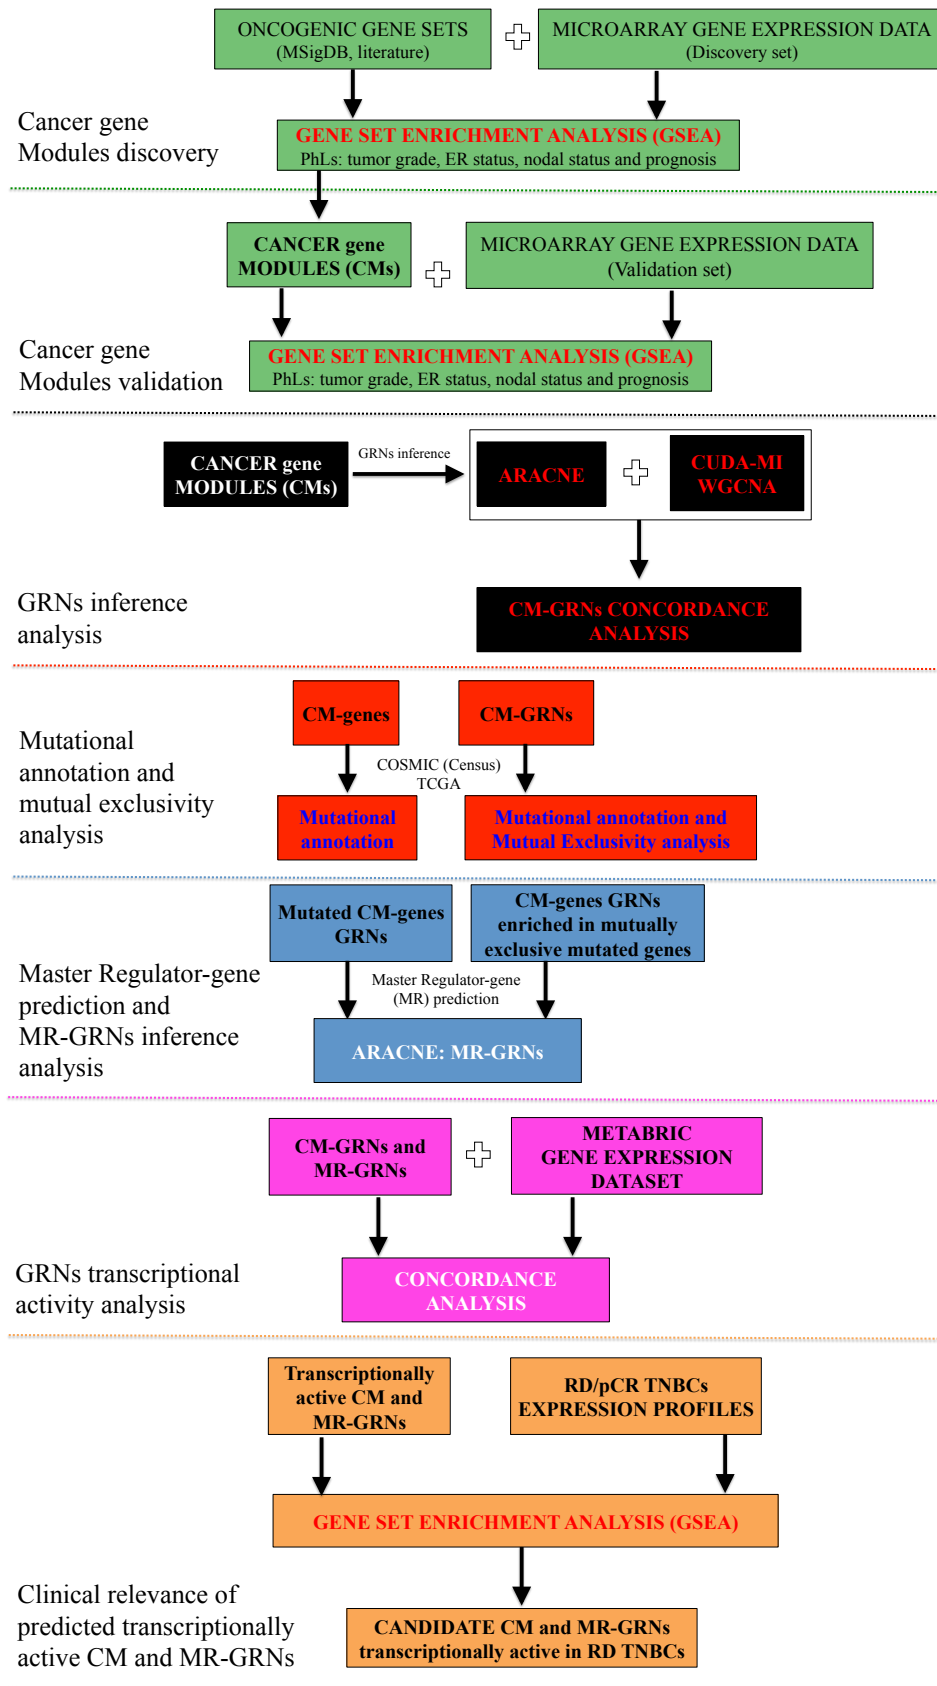 ONCOGENIC GENE SETS
(MSigDB, literature)
MICROARRAY GENE EXPRESSION DATA
(Discovery set)
Cancer gene
Modules discovery
GENE SET ENRICHMENT ANALYSIS (GSEA)
PhLs: tumor grade, ER status, nodal status and prognosis
CANCER gene
MODULES (CMs)
MICROARRAY GENE EXPRESSION DATA
(Validation set)
Cancer gene
Modules validation
GENE SET ENRICHMENT ANALYSIS (GSEA)
PhLs: tumor grade, ER status, nodal status and prognosis
CANCER gene
MODULES (CMs)
GRNs inference
ARACNE
CUDA-MI
WGCNA
GRNs inference
analysis
CM-GRNs CONCORDANCE
ANALYSIS
CM-genes
CM-GRNs
Mutational
annotation and
mutual exclusivity
analysis
COSMIC (Census)
TCGA
Mutational
annotation
Mutational annotation and
Mutual Exclusivity analysis
Mutated CM-genes
GRNs
CM-genes GRNs
enriched in mutually
exclusive mutated genes
Master Regulator-gene
prediction and
MR-GRNs inference
analysis
Master Regulator-gene
(MR) prediction
ARACNE: MR-GRNs
CM-GRNs and
MR-GRNs
METABRIC
GENE EXPRESSION
DATASET
GRNs transcriptional
activity analysis
CONCORDANCE
ANALYSIS
Transcriptionally
active CM and
MR-GRNs
RD/pCR TNBCs
EXPRESSION PROFILES
GENE SET ENRICHMENT ANALYSIS (GSEA)
Clinical relevance of
predicted transcriptionally
active CM and MR-GRNs
CANDIDATE CM and MR-GRNs
transcriptionally active in RD TNBCs